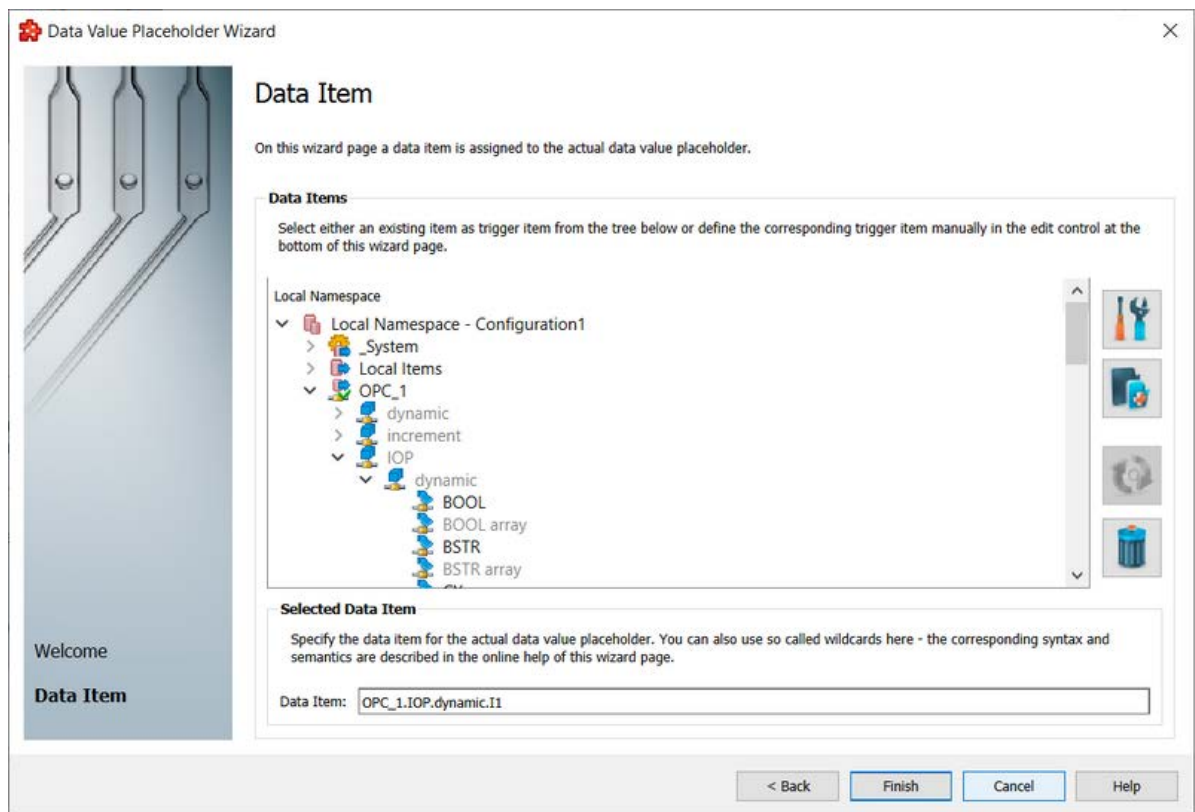 Data Value Placeholder Wizard
Data Item
On this wizard page a data item is assigned to the actual data value placeholder.
Data Items
Select either an existing item as trigger item from the tree below or define the corresponding trigger item manually in the edit control at the
bottom of this wizard page.
Local Namespace
Local Namespace - Configuration1
_System
Local Items
OPC_1
dynamic
increment
IOP
dynamic
BOOL
BOOL array
BSTR
BSTR array
Selected Data Item
Specify the data item for the actual data value placeholder. You can also use so called wildcards here - the corresponding syntax and
semantics are described in the online help of this wizard page.
Welcome
Data Item
Data Item: OPC_1.IOP.dynamic.I1
< Back Finish Cancel Help